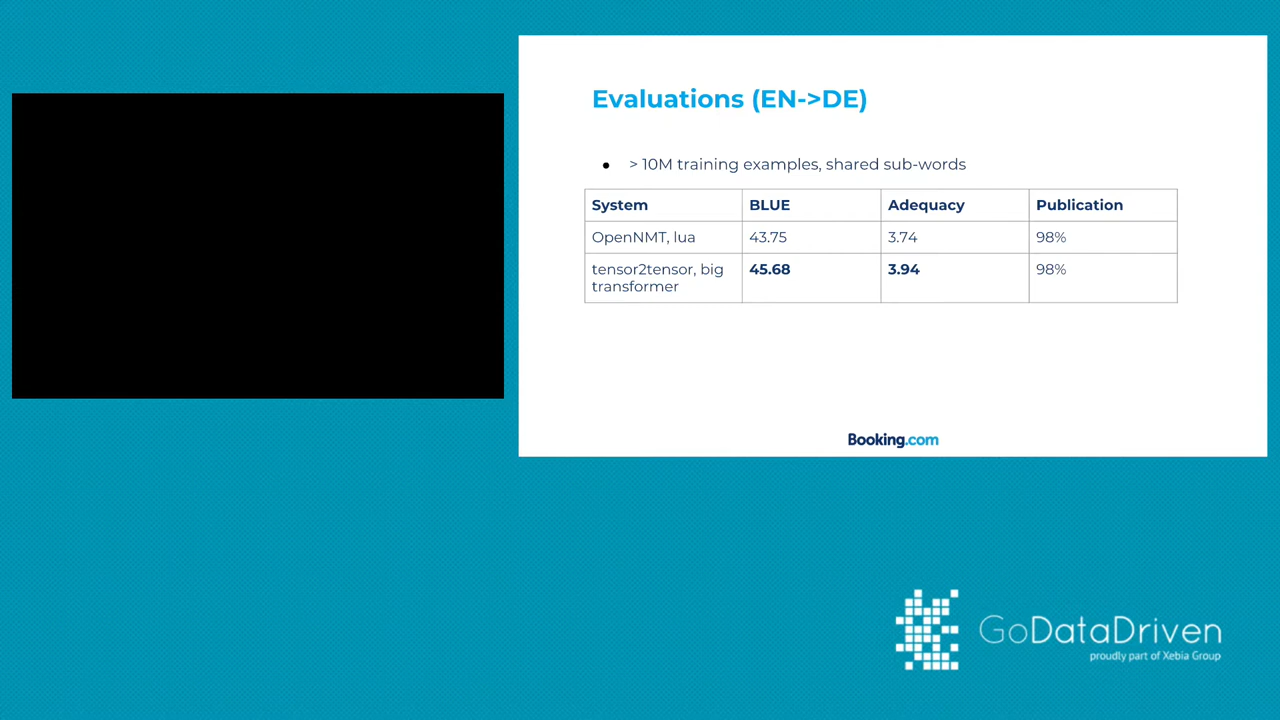 Evaluations (EN->DE)
● > 10M training examples, shared sub-words
System BLUE Adequacy Publication
OpenNMT, lua 43.75 3.74 98%
tensor2tensor, big 45.68 3.94 98%
transformer
Booking.com
GoDataDriven
proudly part of Xebia Group